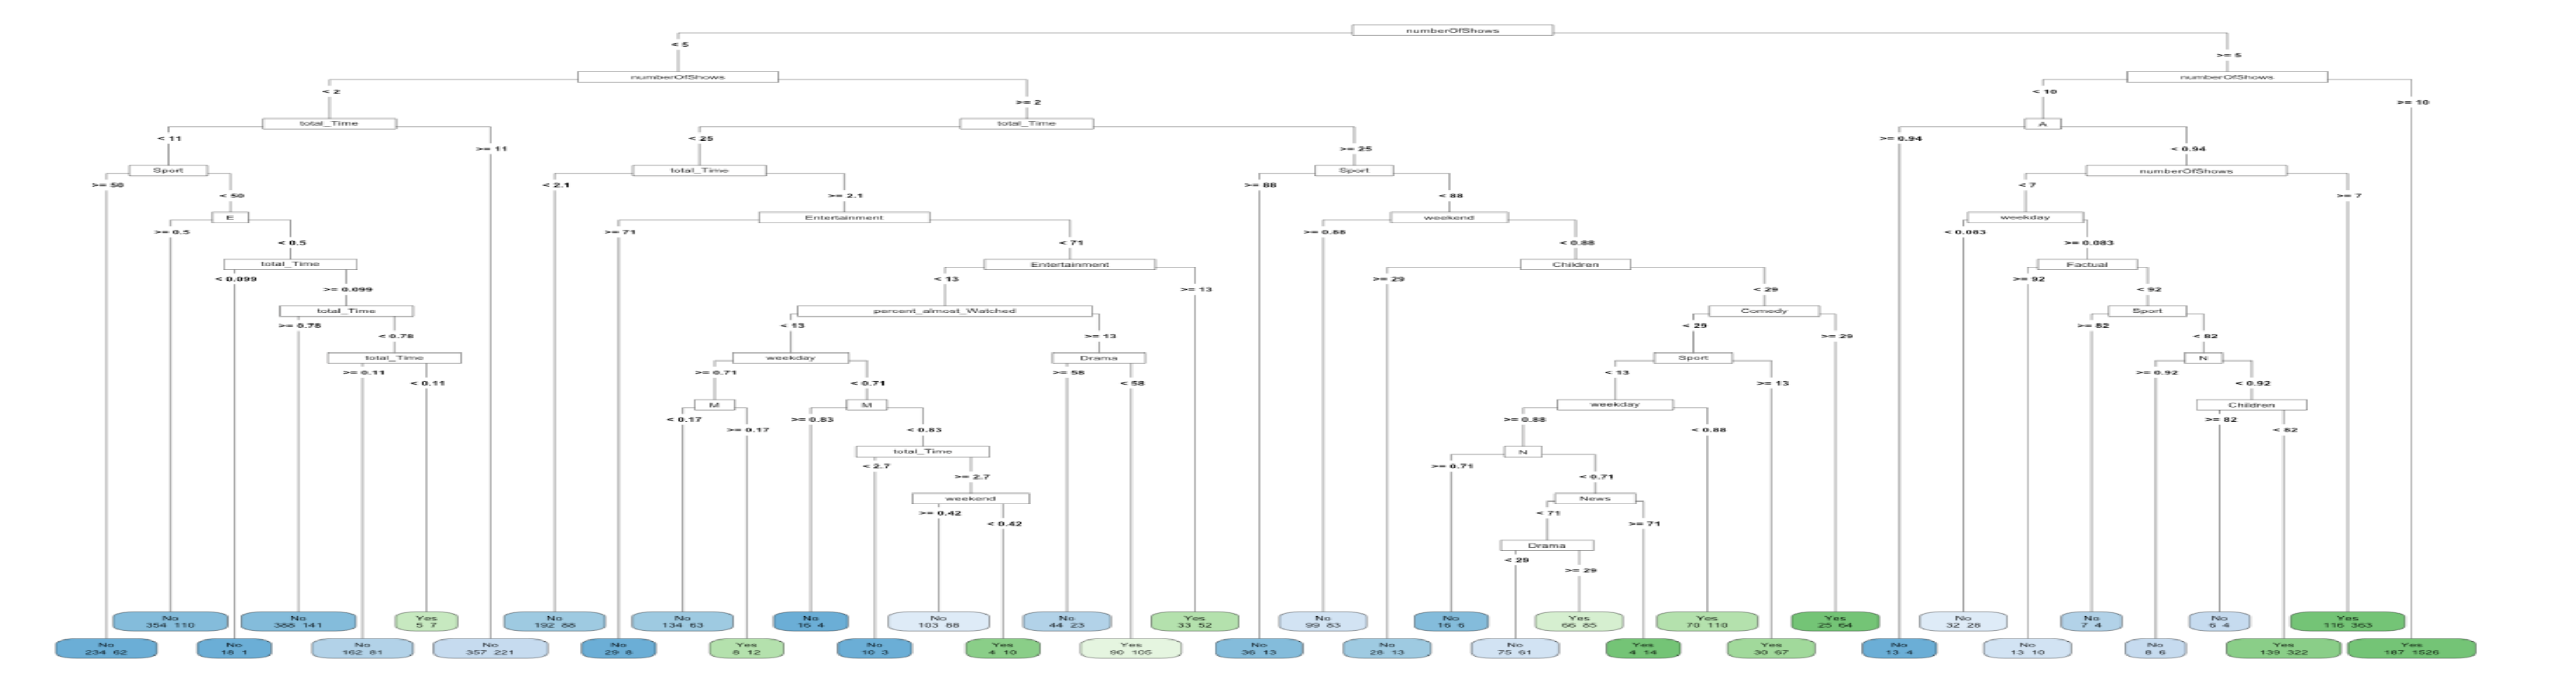 numberOfShows
< 5
>= 5
numberOfShows
numberOfShows
< 2
>= 2
< 10
>= 10
total_Time
total_Time
A
< 11
>= 11
< 25
>= 25
>= 0.94
< 0.94
Sport
total_Time
Sport
numberOfShows
>= 50
< 50
< 2.1
>= 2.1
>= 88
< 88
< 7
>= 7
E
Entertainment
weekend
weekday
>= 0.5
< 0.5
>= 71
< 71
>= 0.88
< 0.88
< 0.083
>= 0.083
total_Time
Entertainment
Children
Factual
< 0.099
>= 0.099
< 13
>= 13
>= 29
< 29
>= 92
< 92
total_Time
percent_almost_Watched
Comedy
Sport
>= 0.78
< 0.78
< 13
>= 13
< 29
>= 29
>= 82
< 82
total_Time
weekday
Drama
Sport
N
>= 0.11
< 0.11
>= 0.71
< 0.71
>= 58
< 58
< 13
>= 13
>= 0.92
< 0.92
M
M
weekday
Children
< 0.17
>= 0.17
>= 0.83
< 0.83
>= 0.88
< 0.88
>= 82
< 82
total_Time
N
< 2.7
>= 2.7
>= 0.71
< 0.71
weekend
News
>= 0.42
< 0.42
< 71
>= 71
Drama
< 29
>= 29
No
354 110
No
388 141
Yes
5 7
No
192 88
No
134 63
No
16 4
No
103 88
No
44 23
Yes
33 52
No
99 83
No
16 6
Yes
66 85
Yes
70 110
Yes
25 64
No
32 28
No
7 4
No
6 4
Yes
116 363
No
234 62
No
18 1
No
162 81
No
357 221
No
29 8
Yes
8 12
No
10 3
Yes
4 10
Yes
90 105
No
36 13
No
28 13
No
75 61
Yes
4 14
Yes
30 67
No
13 4
No
13 10
No
8 6
Yes
139 322
Yes
187 1526